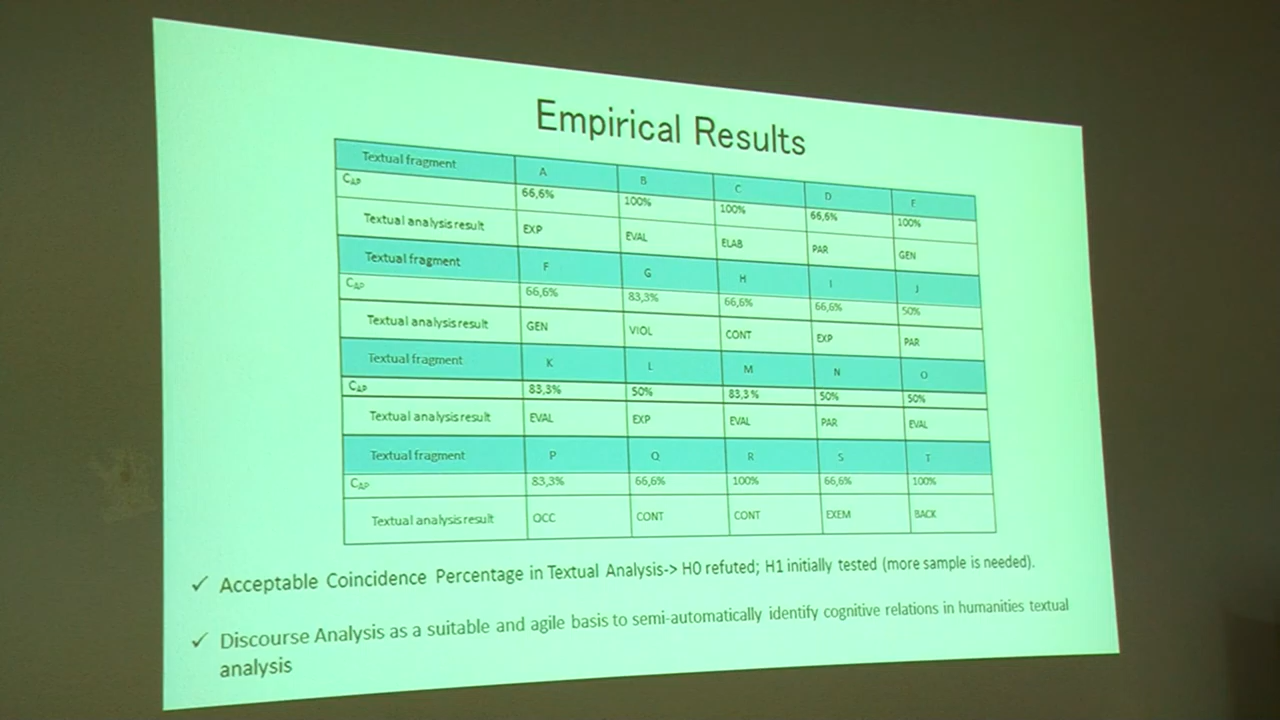 Empirical Results
Textual fragment A B C D E
CAP 66,6% 100% 100% 66,6% 100%
Textual analysis result EXP EVAL ELAB PAR GEN
Textual fragment F G H I J
CAP 66,6% 83,3% 66,6% 66,6% 50%
Textual analysis result GEN VIOL CONT EXP PAR
Textual fragment K L M N O
CAP 83,3% 50% 83,3% 50% 50%
Textual analysis result EVAL EXP EVAL PAR EVAL
Textual fragment P Q R S T
CAP 83,3% 66,6% 100% 66,6% 100%
Textual analysis result OCC CONT CONT EXEM BACK
✓ Acceptable Coincidence Percentage in Textual Analysis-> H0 refuted; H1 initially tested (more sample is needed).
✓ Discourse Analysis as a suitable and agile basis to semi-automatically identify cognitive relations in humanities textual
analysis